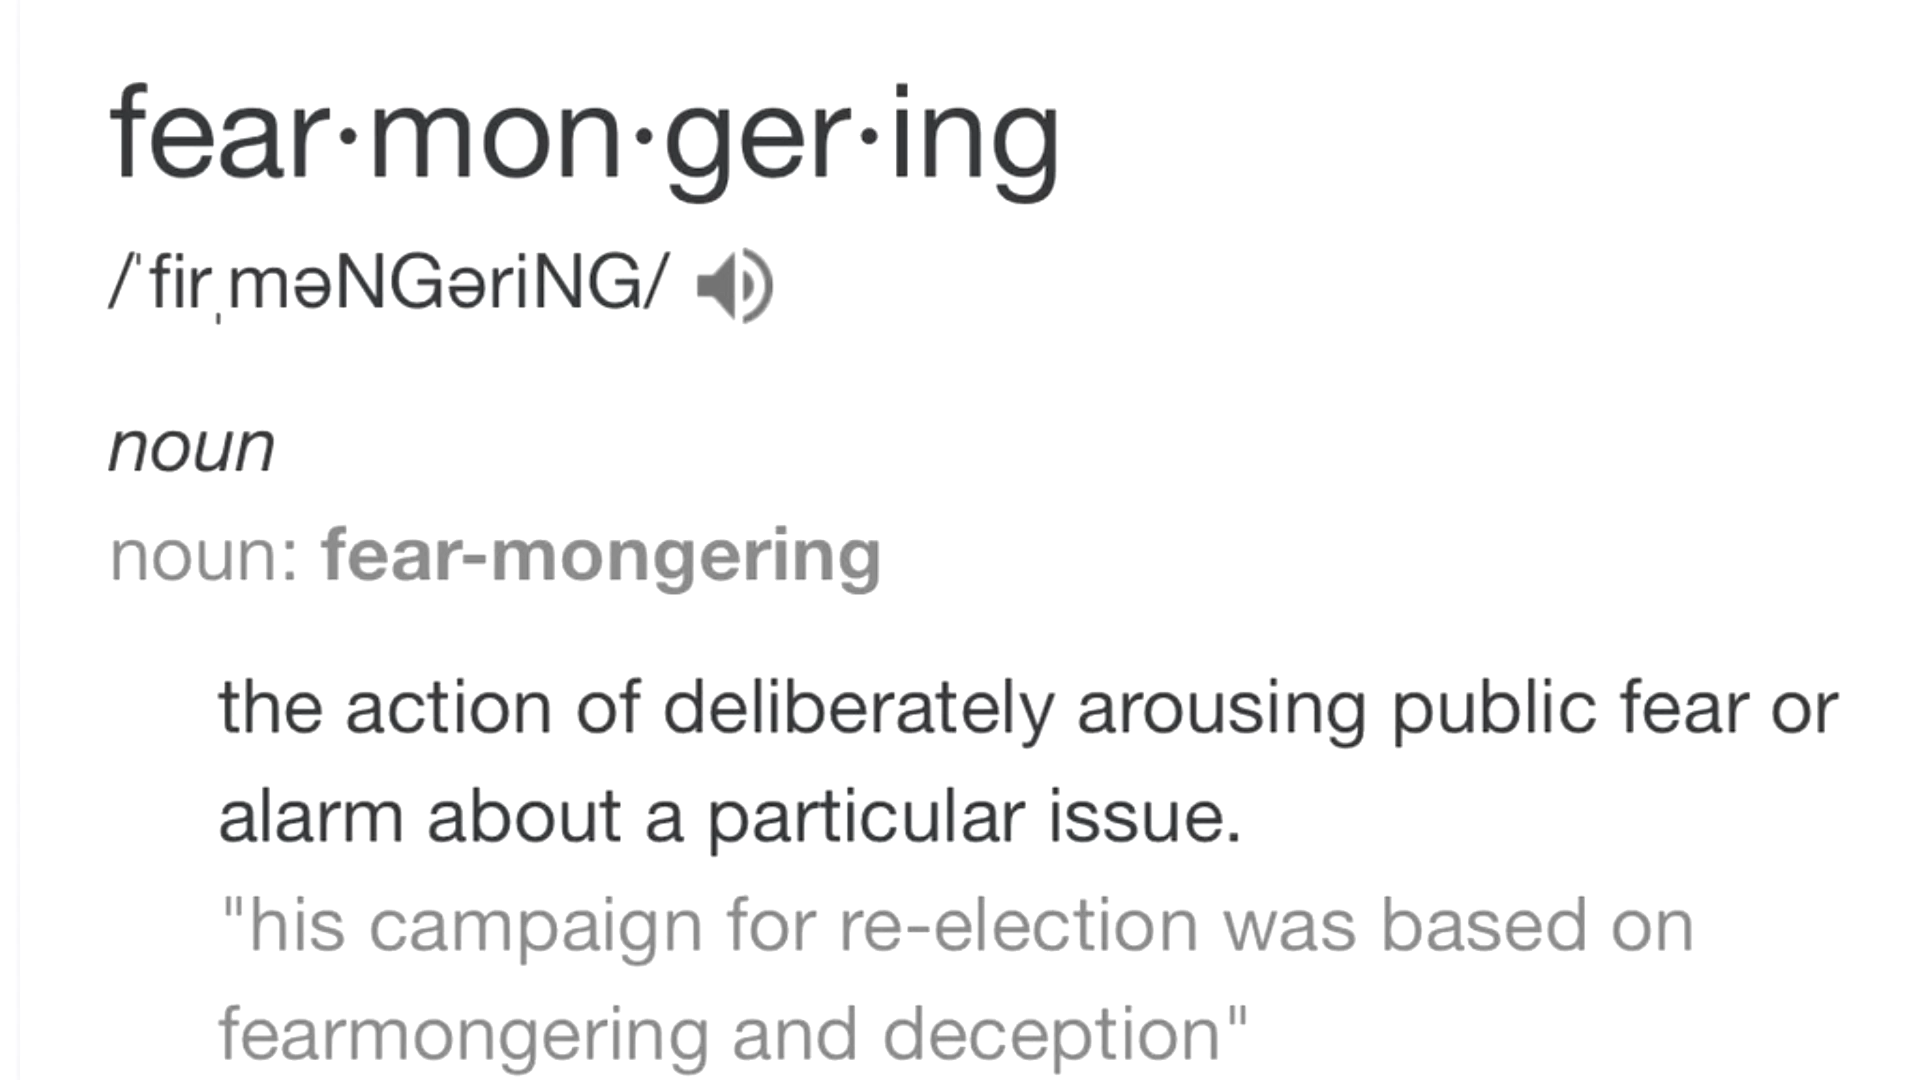 fear·mon·ger·ing
/ˈfirˌməNGəriNG/
noun
noun: fear-mongering
the action of deliberately arousing public fear or
alarm about a particular issue.
"his campaign for re-election was based on
fearmongering and deception"